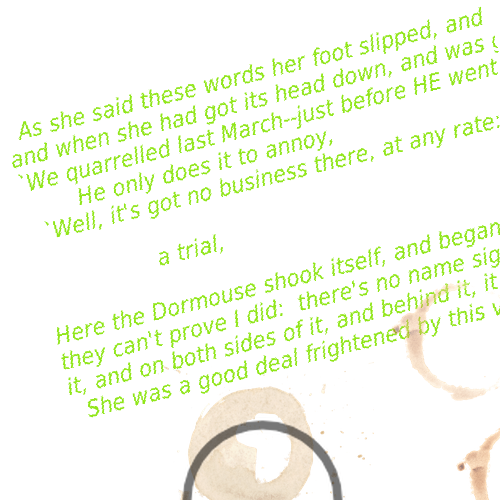 As she said these words her foot slipped, and
and when she had got its head down, and was
`We quarrelled last March--just before HE went
He only does it to annoy,
`Well, it's got no business there, at any rate:
a trial,
Here the Dormouse shook itself, and began
they can't prove I did:  there's no name
it, and on both sides of it, and behind it, it
She was a good deal frightened by this